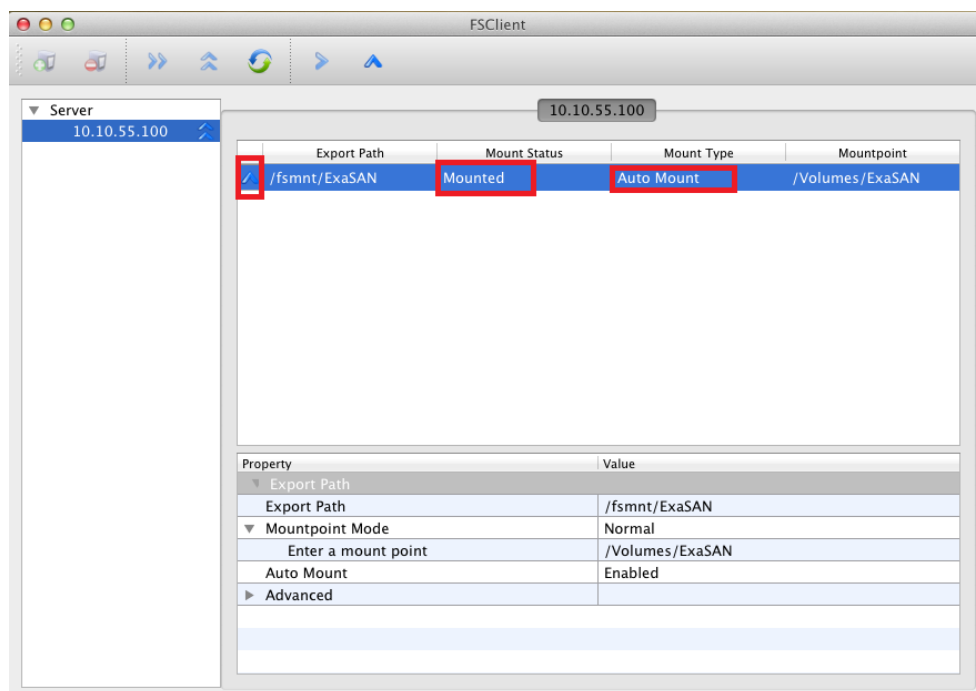 FSClient
Server
10.10.55.100
10.10.55.100
Export Path Mount Status Mount Type Mountpoint
/fsmnt/ExaSAN Mounted Auto Mount /Volumes/ExaSAN
Property Value
Export Path
Export Path /fsmnt/ExaSAN
Mountpoint Mode Normal
Enter a mount point /Volumes/ExaSAN
Auto Mount Enabled
Advanced